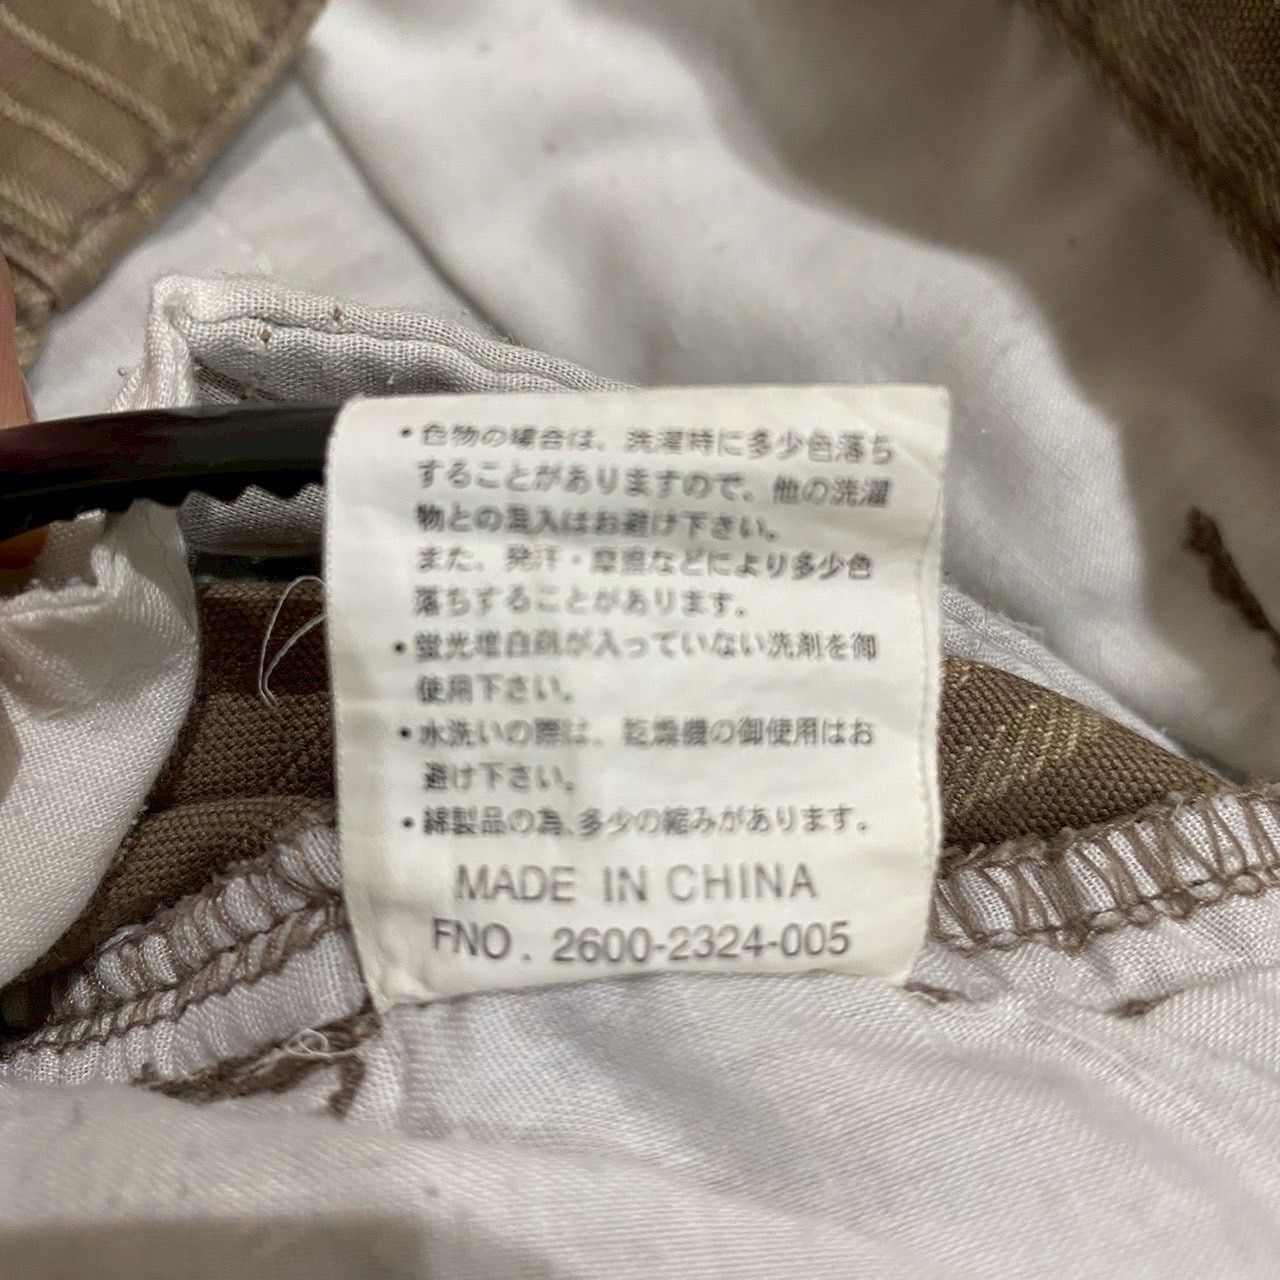 ・色物の場合は、洗濯時に多少色落ち
することがありますので、他の洗濯
物との混入はお避け下さい。
また、発汗・摩擦などにより多少色
落ちすることがあります。
・蛍光増白剤が入っていない洗剤を御
使用下さい。
・水洗いの際は、乾燥機の御使用はお
避け下さい。
・綿製品の為、多少の縮みがあります。
MADE IN CHINA
FNO. 2600-2324-005